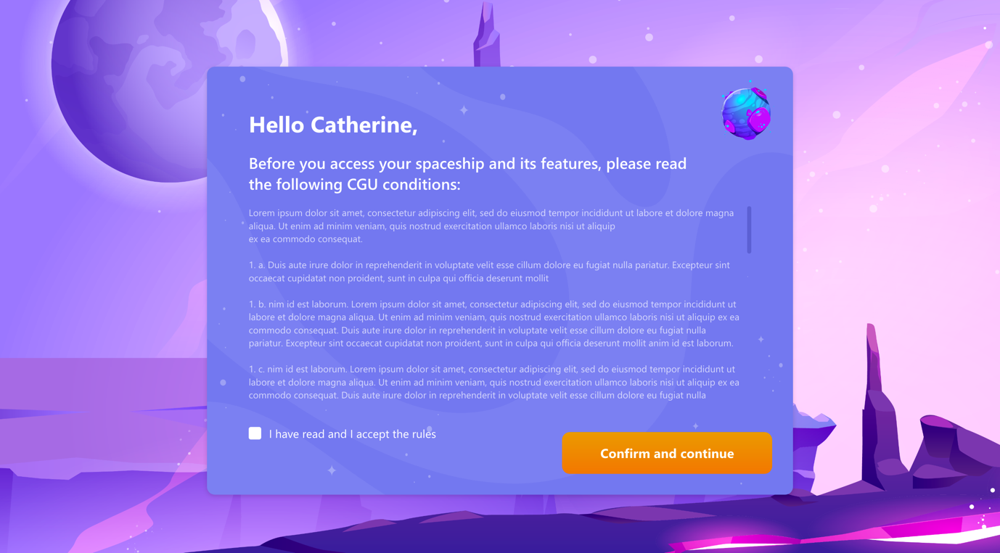 Hello Catherine,
Before you access your spaceship and its features, please read
the following CGU conditions:
Lorem ipsum dolor sit amet, consectetur adipiscing elit, sed do eiusmod tempor incididunt ut labore et dolore magna
aliqua. Ut enim ad minim veniam, quis nostrud exercitation ullamco laboris nisi ut aliquip
ex ea commodo consequat.
1. a. Duis aute irure dolor in reprehenderit in voluptate velit esse cillum dolore eu fugiat nulla pariatur. Excepteur sint
occaecat cupidatat non proident, sunt in culpa qui officia deserunt mollit
1. b. nim id est laborum. Lorem ipsum dolor sit amet, consectetur adipiscing elit, sed do eiusmod tempor incididunt ut
labore et dolore magna aliqua. Ut enim ad minim veniam, quis nostrud exercitation ullamco laboris nisi ut aliquip ex ea
commodo consequat. Duis aute irure dolor in reprehenderit in voluptate velit esse cillum dolore eu fugiat nulla
pariatur. Excepteur sint occaecat cupidatat non proident, sunt in culpa qui officia deserunt mollit anim id est laborum.
1. c. nim id est laborum. Lorem ipsum dolor sit amet, consectetur adipiscing elit, sed do eiusmod tempor incididunt ut
labore et dolore magna aliqua. Ut enim ad minim veniam, quis nostrud exercitation ullamco laboris nisi ut aliquip ex ea
commodo consequat. Duis aute irure dolor in reprehenderit in voluptate velit esse cillum dolore eu fugiat nulla
I have read and I accept the rules
Confirm and continue